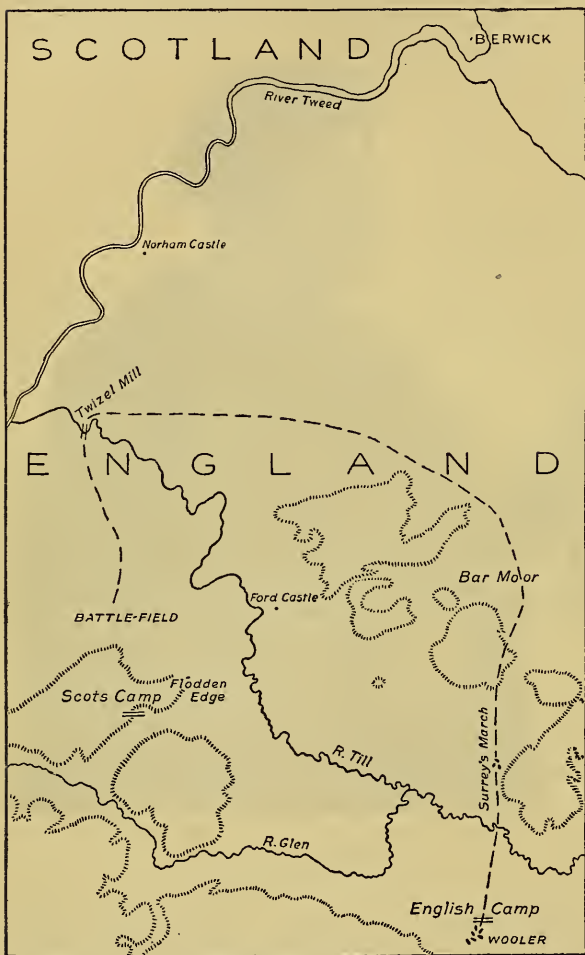 SCOTLAND
BERWICK
River Tweed
Norham Castle
Twizel Mill
ENGLAND
Bar Moor
Ford Castle
BATTLE-FIELD
Flodden
Edge
Scots Camp
R. Till
Surrey's March
R. Glen
English Camp
WOOLER